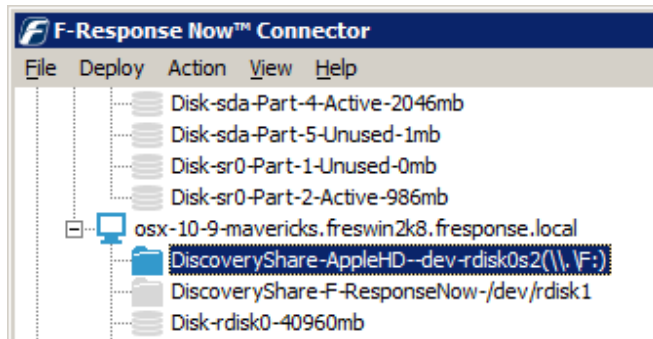 F-Response Now™ Connector
File Deploy Action View Help
Disk-sda-Part-4-Active-2046mb
Disk-sda-Part-5-Unused-1mb
Disk-sr0-Part-1-Unused-0mb
Disk-sr0-Part-2-Active-986mb
osx-10-9-mavericks.freswin2k8.fresponse.local
DiscoveryShare-AppleHD--dev-rdisk0s2(\\.\F:)
DiscoveryShare-F-ResponseNow-/dev/rdisk1
Disk-rdisk0-40960mb